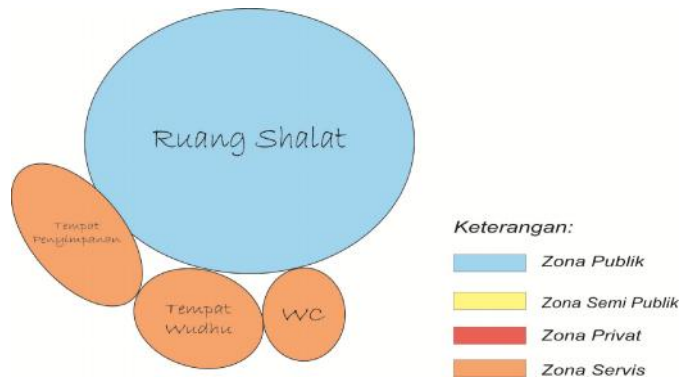 Ruang Shalat
Tempat
Penyimpanan
Tempat
Wudhu
WC
Keterangan:
Zona Publik
Zona Semi Publik
Zona Privat
Zona Servis